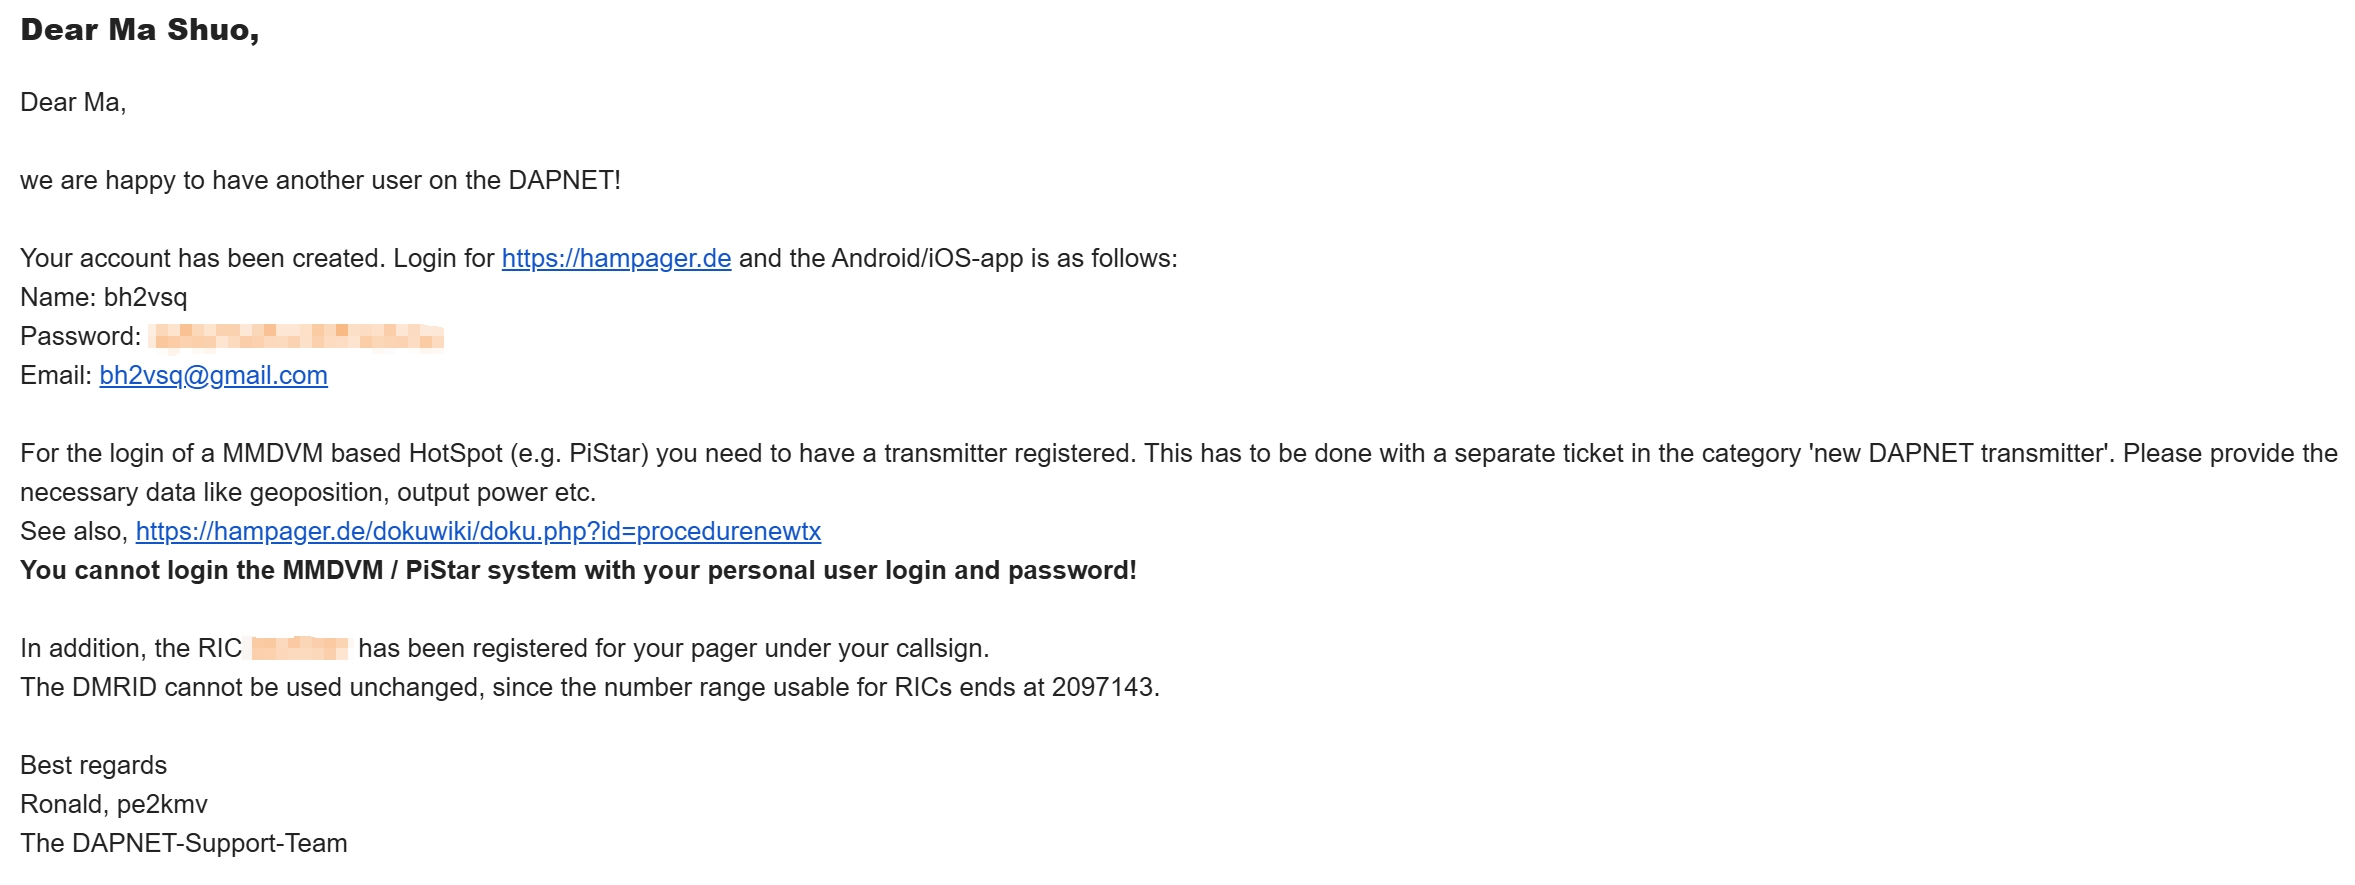 Dear Ma Shuo,
Dear Ma,
we are happy to have another user on the DAPNET!
Your account has been created. Login for https://hampager.de and the Android/iOS-app is as follows:
Name: bh2vsq
Password:
Email: bh2vsq@gmail.com
For the login of a MMDVM based HotSpot (e.g. PiStar) you need to have a transmitter registered. This has to be done with a separate ticket in the category 'new DAPNET transmitter'. Please provide the
necessary data like geoposition, output power etc.
See also, https://hampager.de/dokuwiki/doku.php?id=procedurenewtx
You cannot login the MMDVM / PiStar system with your personal user login and password!
In addition, the RIC has been registered for your pager under your callsign.
The DMRID cannot be used unchanged, since the number range usable for RICs ends at 2097143.
Best regards
Ronald, pe2kmv
The DAPNET-Support-Team